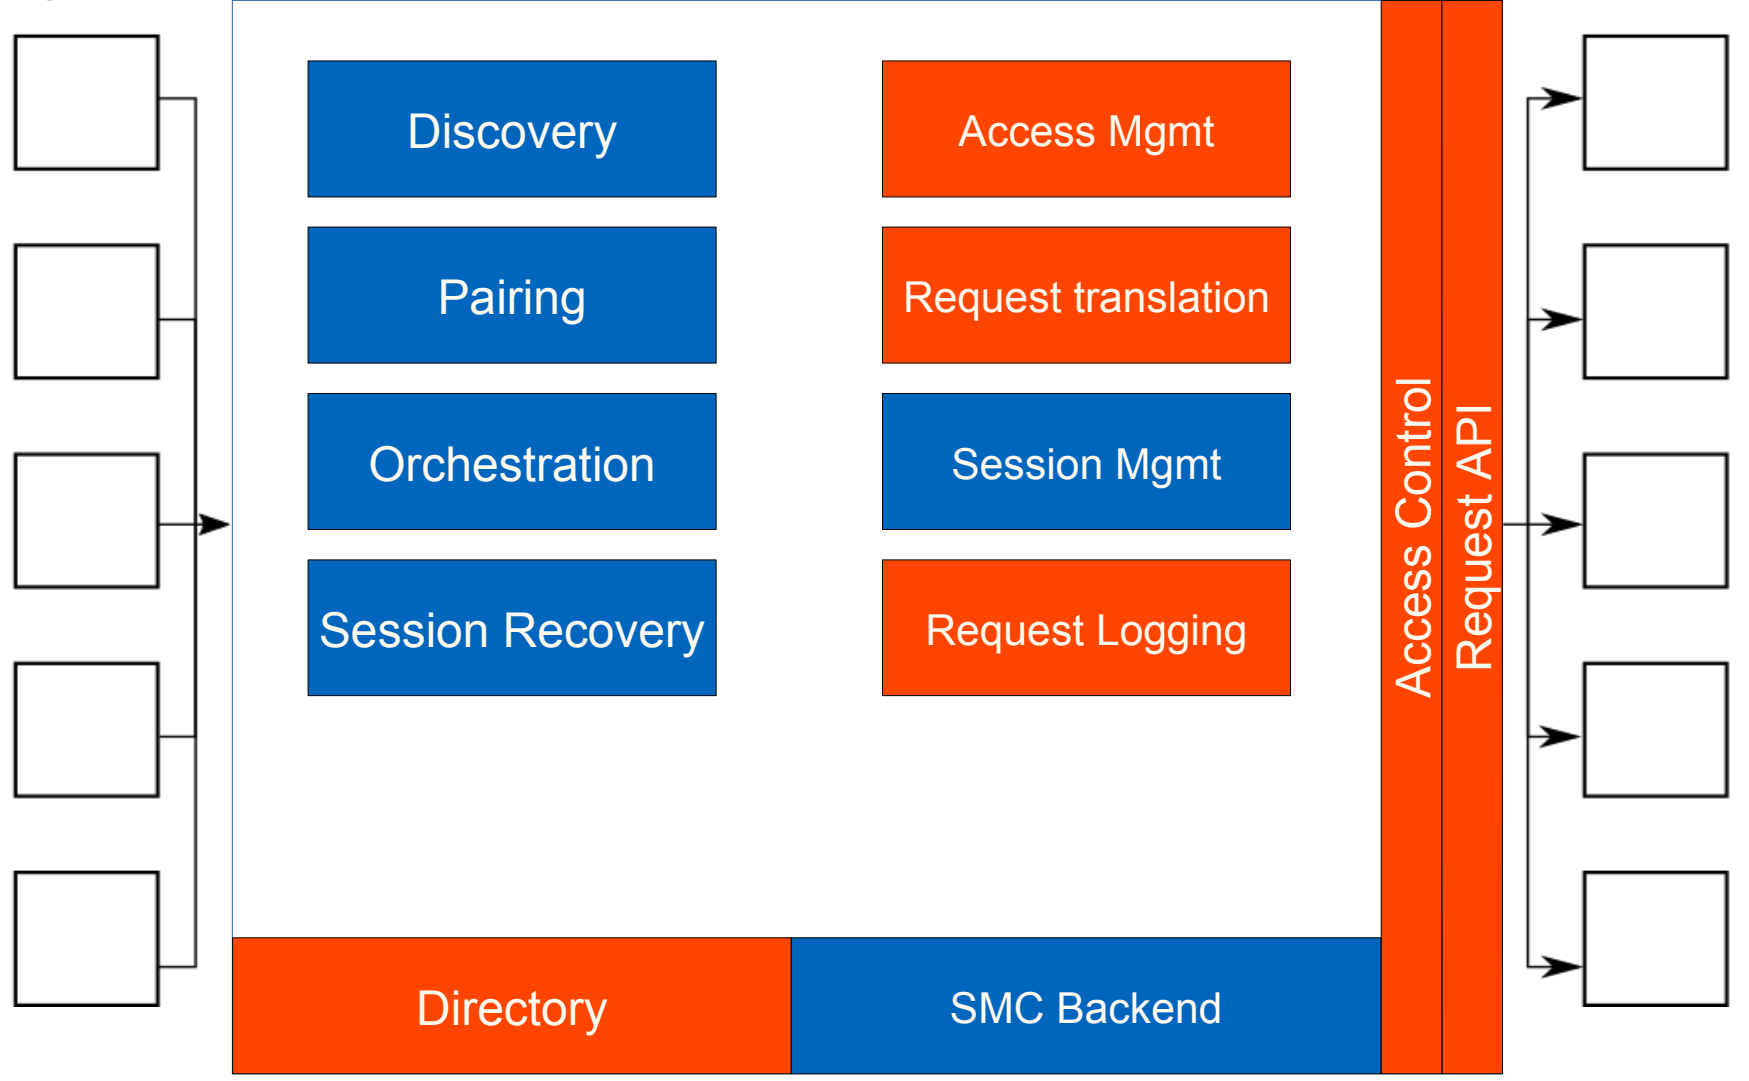 Discovery
Access Mgmt
Pairing
Request translation
Orchestration
Session Mgmt
Session Recovery
Request Logging
Access Control
Request API
Directory
SMC Backend